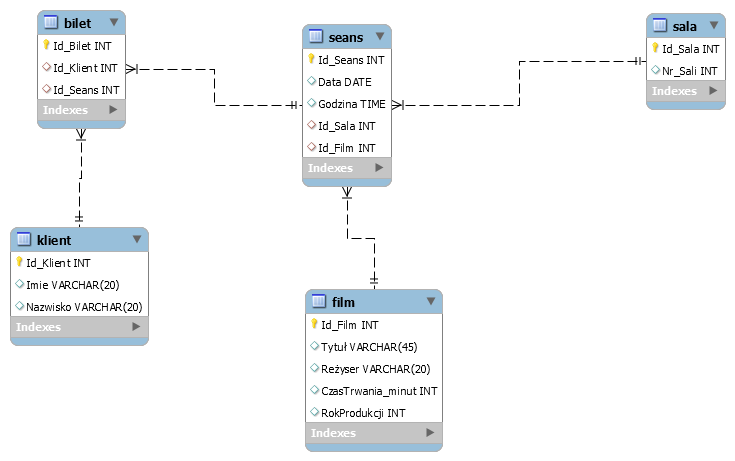 bilet
Id_Bilet INT
Id_Klient INT
Id_Seans INT
Indexes
seans
Id_Seans INT
Data DATE
Godzina TIME
Id_Sala INT
Id_Film INT
Indexes
sala
Id_Sala INT
Nr_Sali INT
Indexes
klient
Id_Klient INT
Imie VARCHAR(20)
Nazwisko VARCHAR(20)
Indexes
film
Id_Film INT
Tytuł VARCHAR(45)
Reżyser VARCHAR(20)
CzasTrwania_minut INT
RokProdukcji INT
Indexes